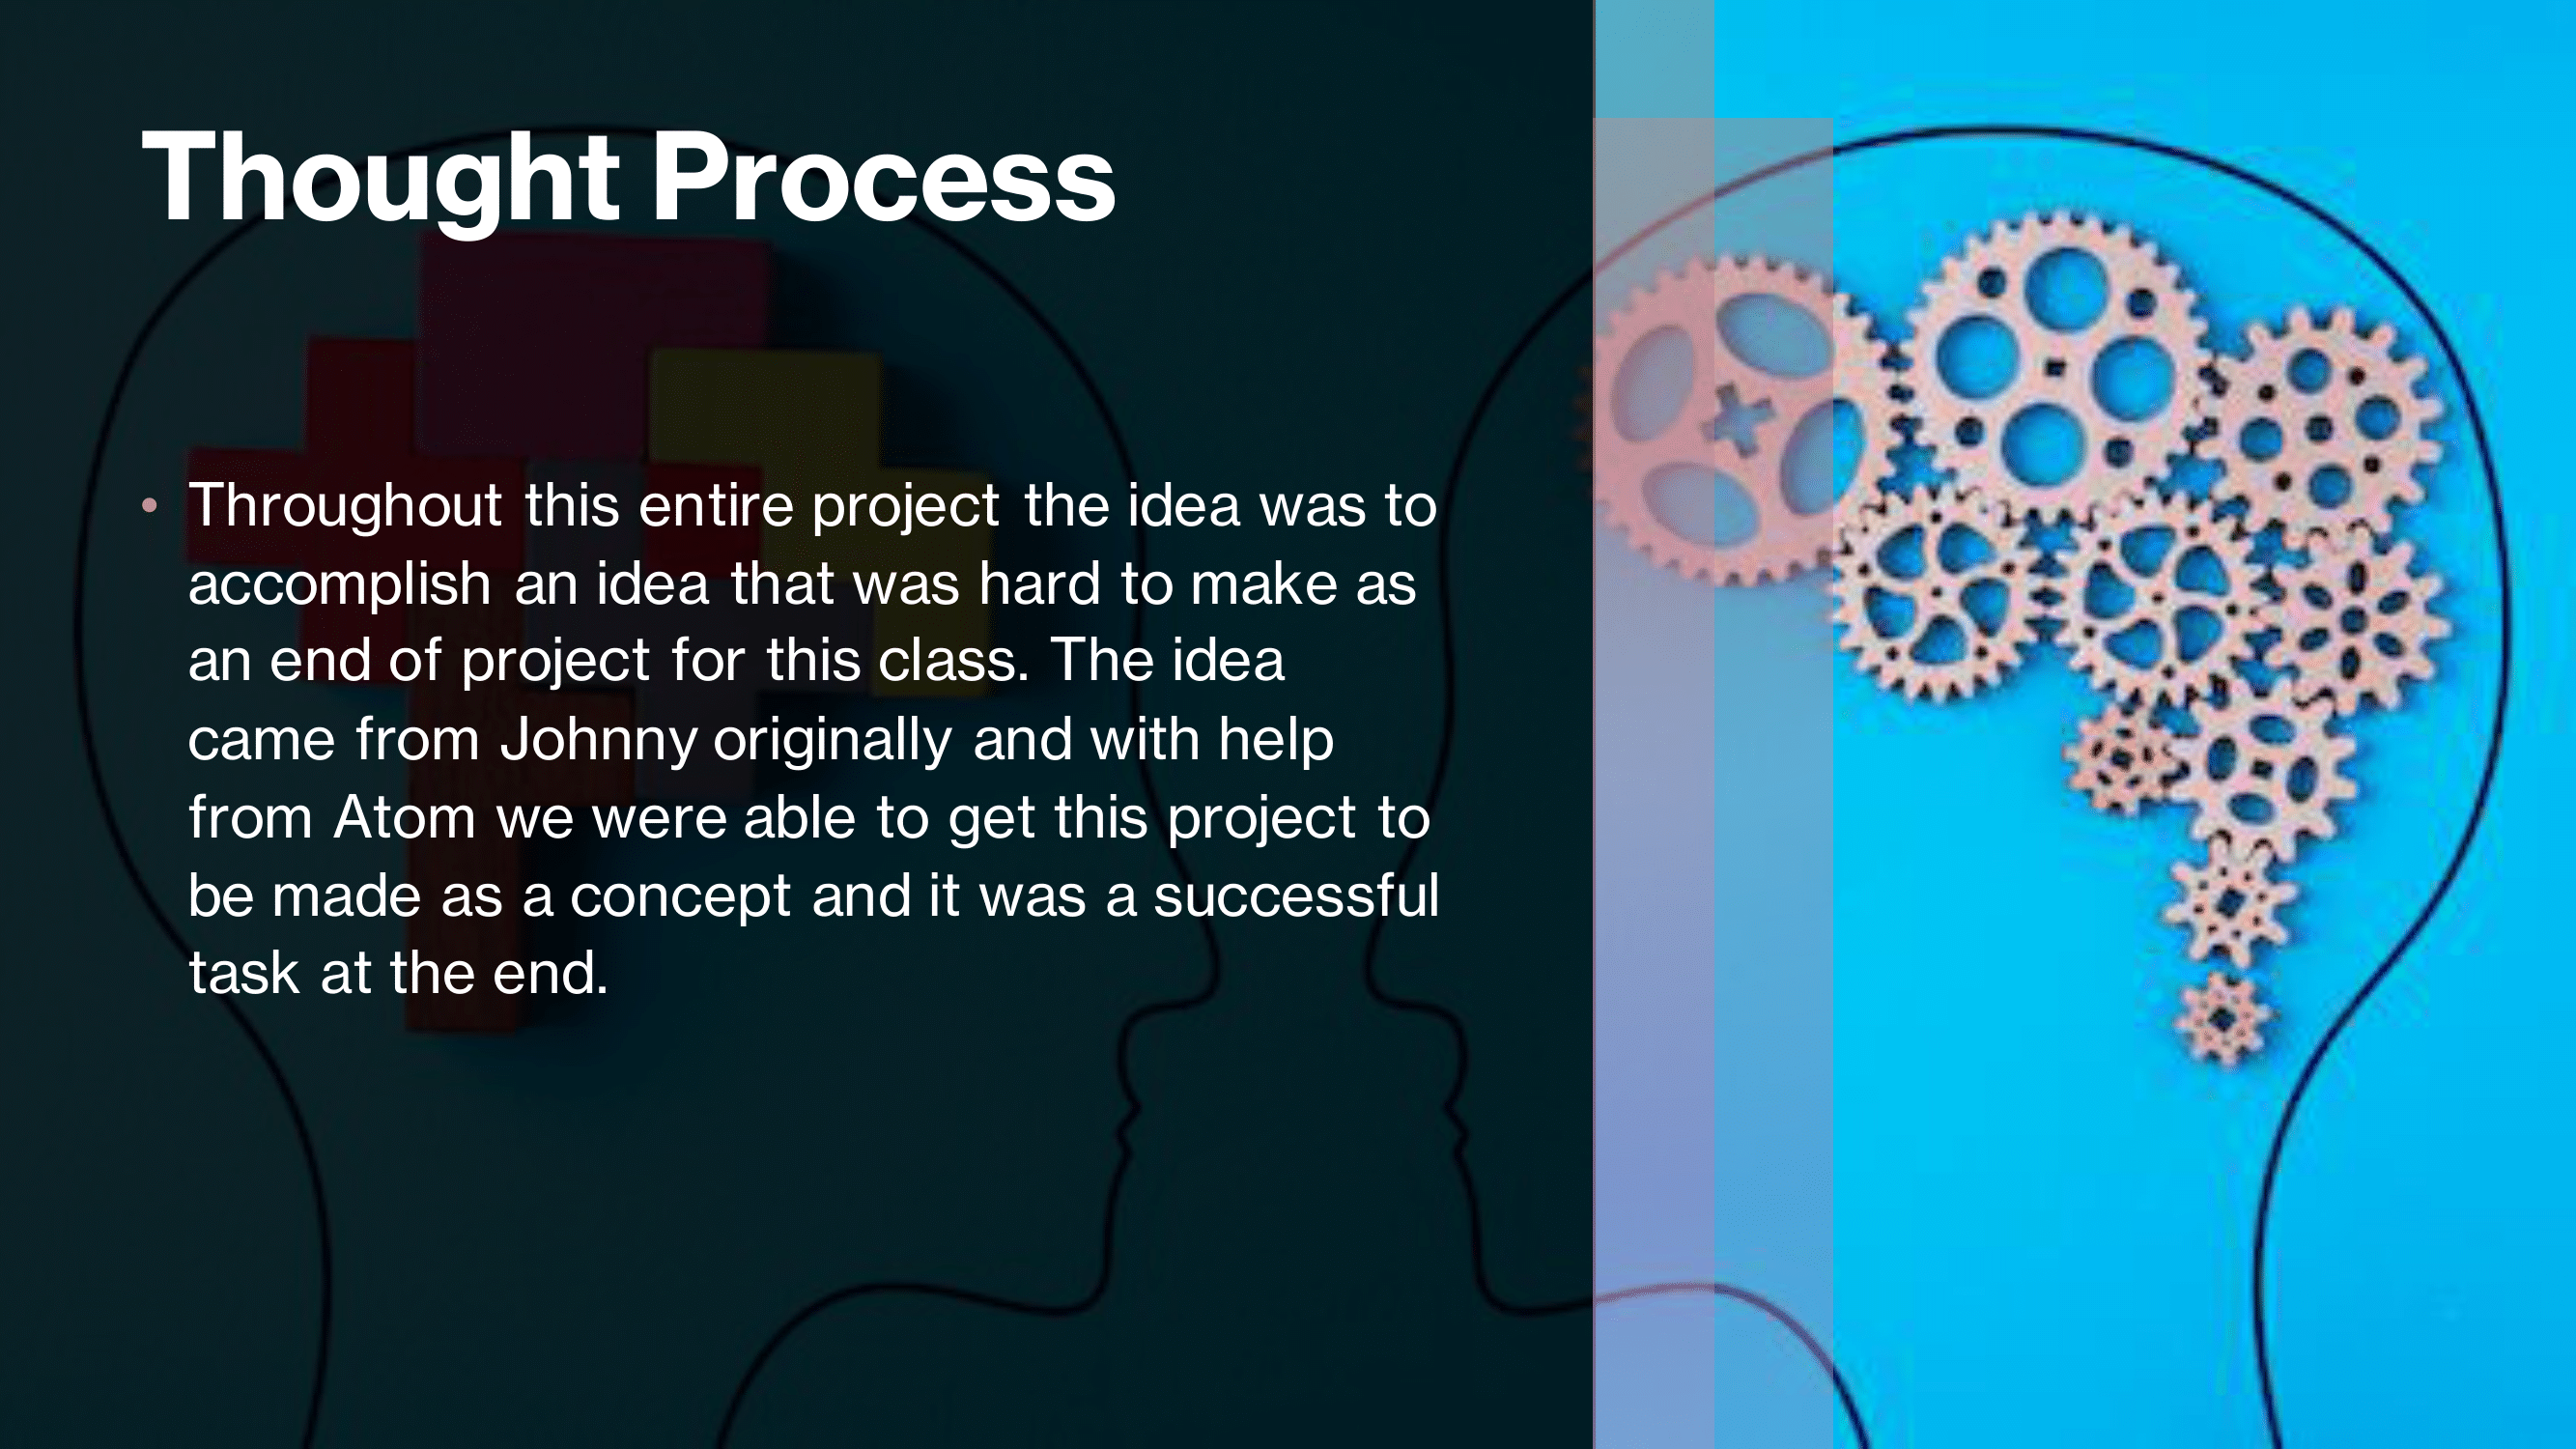 Thought Process
• Throughout this entire project the idea was to
accomplish an idea that was hard to make as
an end of project for this class. The idea
came from Johnny originally and with help
from Atom we were able to get this project to
be made as a concept and it was a successful
task at the end.